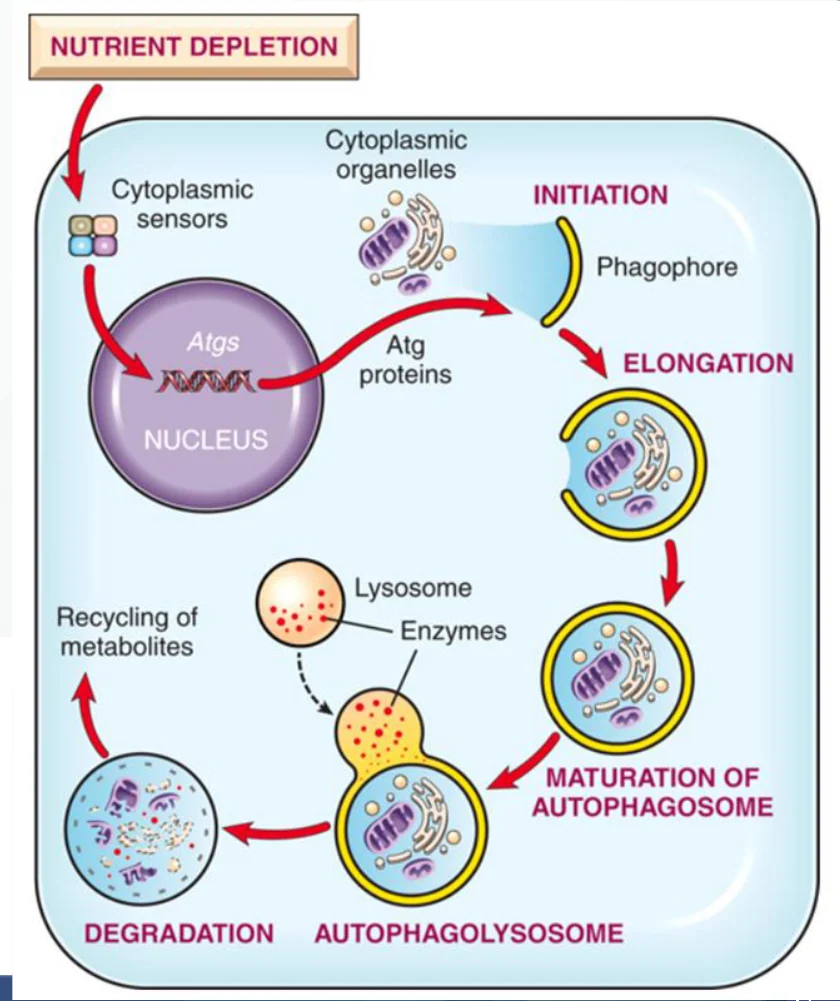 NUTRIENT DEPLETION
Cytoplasmic
organelles
Cytoplasmic
sensors
INITIATION
Phagophore
Atgs
Atg
proteins
ELONGATION
NUCLEUS
Lysosome
Enzymes
Recycling of
metabolites
MATURATION OF
AUTOPHAGOSOME
DEGRADATION
AUTOPHAGOLYSOSOME